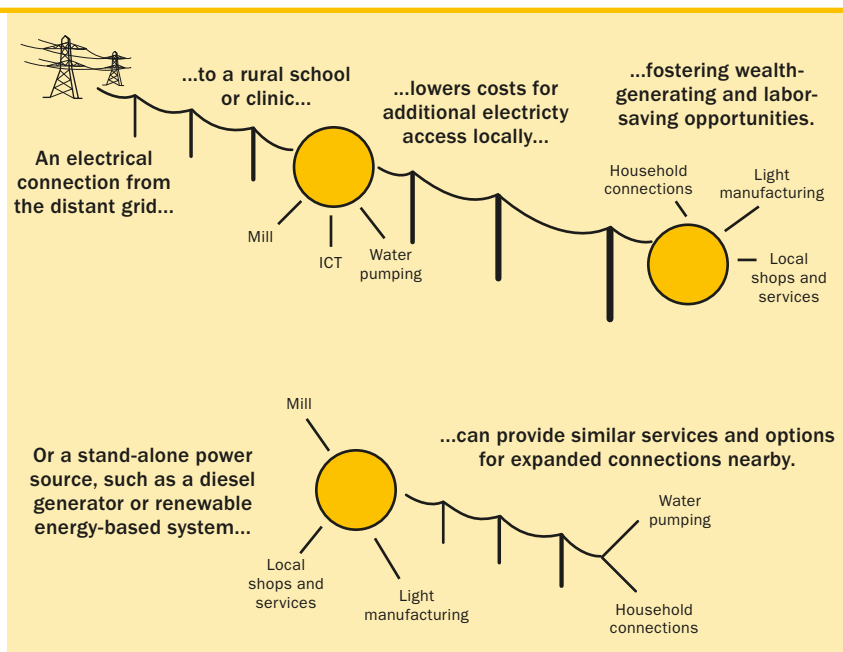 An electrical
connection from
the distant grid...
...to a rural school
or clinic...
...lowers costs for
additional electricty
access locally...
...fostering wealth-
generating and labor-
saving opportunities.
Mill
ICT
Water
pumping
Household
connections
Light
manufacturing
Local
shops and
services
Or a stand-alone power
source, such as a diesel
generator or renewable
energy-based system...
...can provide similar services and options
for expanded connections nearby.
Mill
Local
shops and
services
Light
manufacturing
Water
pumping
Household
connections